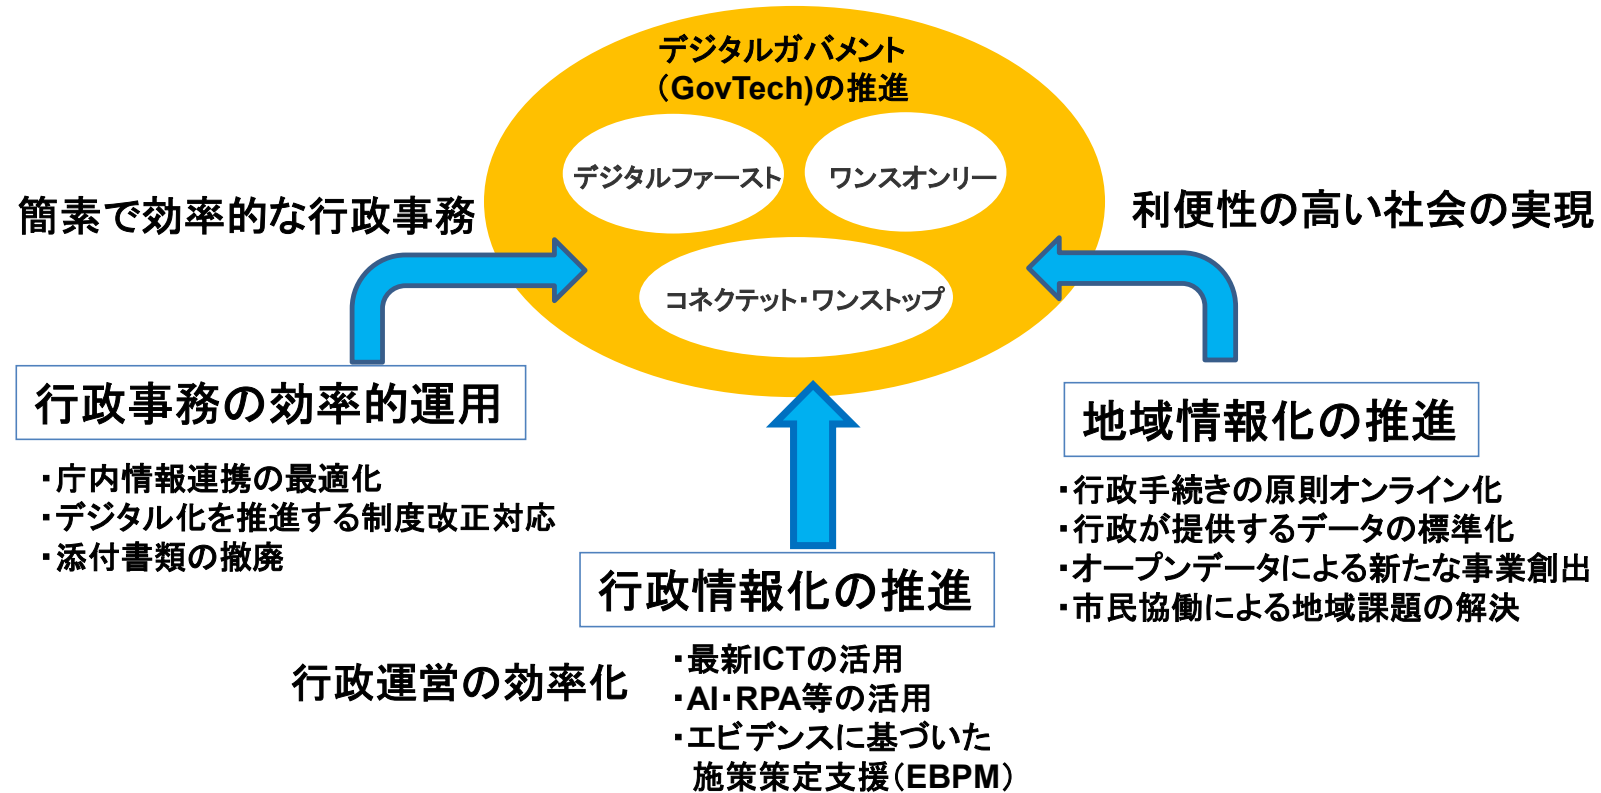 デジタルガバメント
（GovTech)の推進
デジタルファースト
ワンスオンリー
コネクテット・ワンストップ
簡素で効率的な行政事務
利便性の高い社会の実現
行政事務の効率的運用
・庁内情報連携の最適化
・デジタル化を推進する制度改正対応
・添付書類の撤廃
地域情報化の推進
・行政手続きの原則オンライン化
・行政が提供するデータの標準化
・オープンデータによる新たな事業創出
・市民協働による地域課題の解決
行政情報化の推進
行政運営の効率化
・最新ICTの活用
・AI・RPA等の活用
・エビデンスに基づいた
施策策定支援（EBPM）